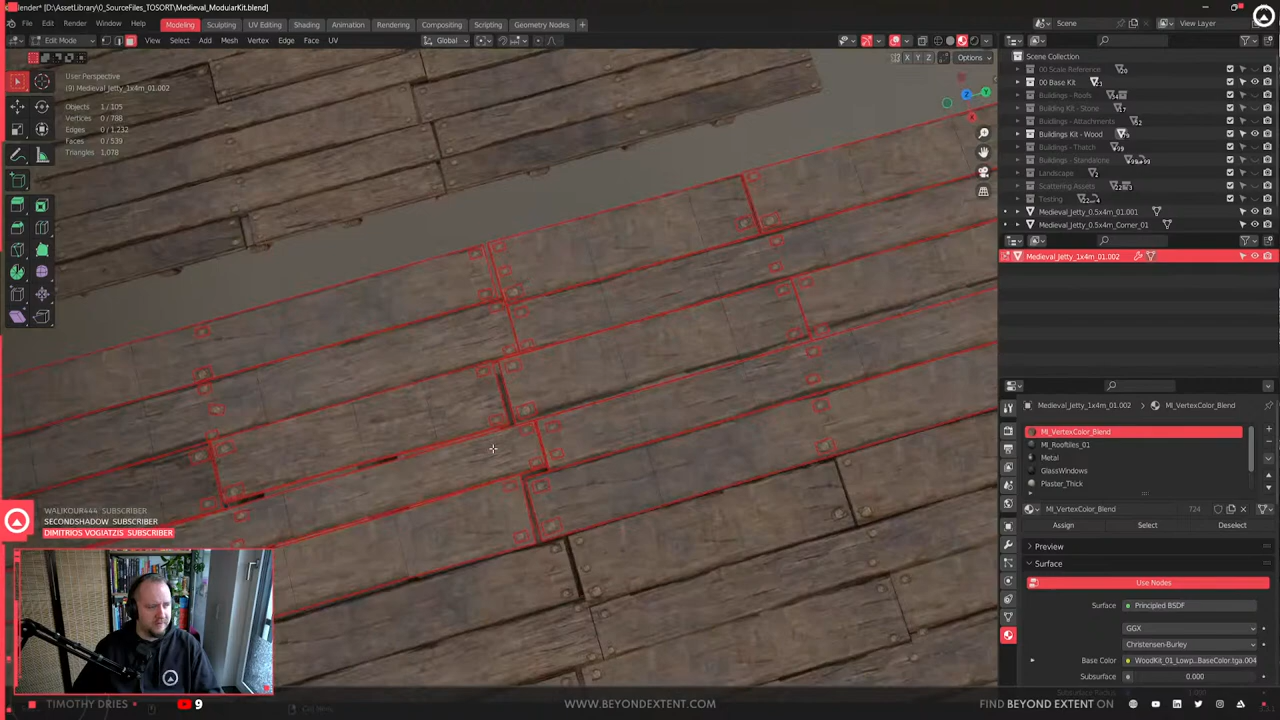 Blender* [D:\AssetLibrary\0_SourceFiles_TOSORT\Medieval_ModularKit.blend]
File Edit Render Window Help Modeling Sculpting UV Editing Shading Animation Rendering Compositing Scripting Geometry Nodes Scene View Layer
Edit Mode View Select Add Mesh Vertex Edge Face UV Global
X Y Z Options
User Perspective
(9) Medieval_Jetty_1x4m_01.002
Objects 1 / 105
Vertices 0 / 788
Edges 0 / 1,232
Faces 0 / 539
Triangles 1,078
Scene Collection
00 Scale Reference
00 Base Kit
Buildings - Roofs
Building Kit - Stone
Buildings - Attachments
Buildings Kit - Wood
Buildings - Thatch
Buildings - Standalone
Landscape
Scattering Assets
Testing
Medieval_Jetty_0.5x4m_01.001
Medieval_Jetty_0.5x4m_Corner_01
Medieval_Jetty_1x4m_01.002
Medieval_Jetty_1x4m_01.002 > MI_VertexColor_Blend
MI_VertexColor_Blend
MI_Rooftiles_01
Metal
GlassWindows
Plaster_Thick
MI_VertexColor_Blend 724
Assign Select Deselect
Preview
Surface
Use Nodes
Surface Principled BSDF
GGX
Christensen-Burley
Base Color WoodKit_01_Lowp...BaseColor.tga.004
Subsurface 0.000
WALIKOUR444 SUBSCRIBER
SECONDSHADOW SUBSCRIBER
DIMITRIOS VOGIATZIS SUBSCRIBER
TIMOTHY DRIES 9 WWW.BEYONDEXTENT.COM FIND BEYOND EXTENT ON